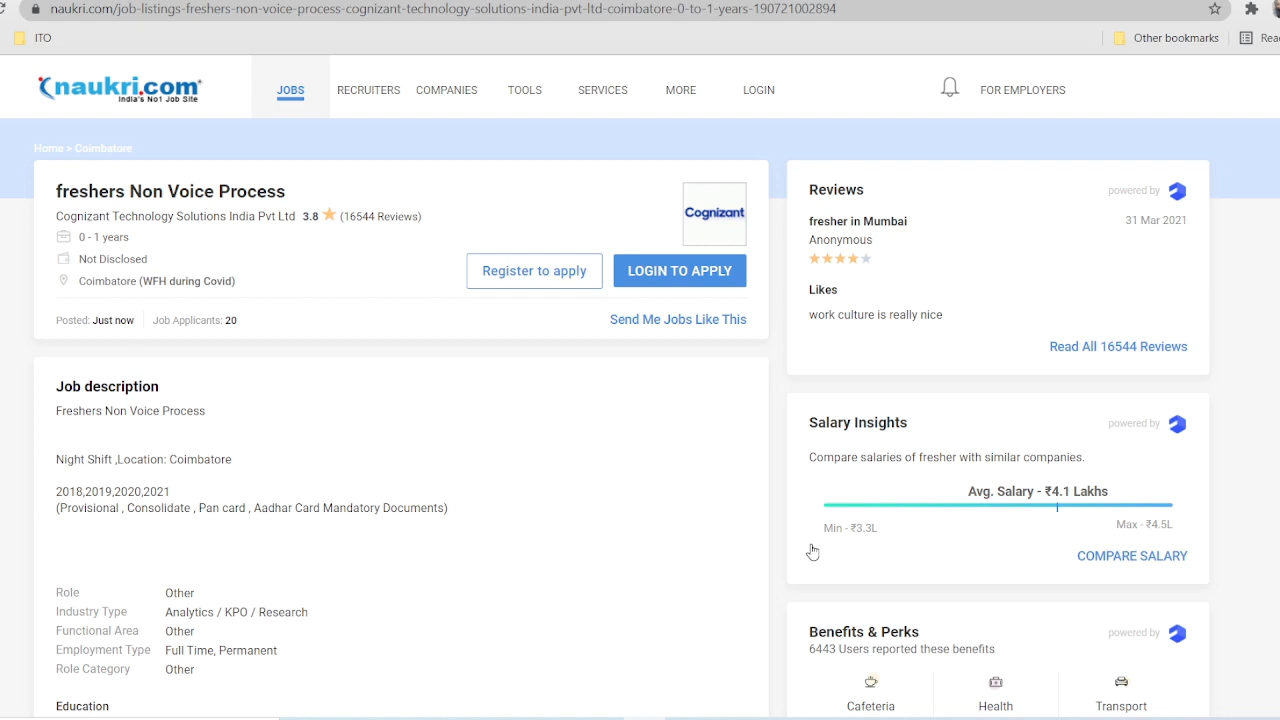 naukri.com/job-listings-freshers-non-voice-process-cognizant-technology-solutions-india-pvt-ltd-coimbatore-0-to-1-years-190721002894
ITO
Other bookmarks
naukri.com
India's No1 Job Site
JOBS
RECRUITERS
COMPANIES
TOOLS
SERVICES
MORE
LOGIN
FOR EMPLOYERS
Home > Coimbatore
freshers Non Voice Process
Cognizant Technology Solutions India Pvt Ltd 3.8 (16544 Reviews)
Cognizant
0 - 1 years
Not Disclosed
Coimbatore (WFH during Covid)
Register to apply
LOGIN TO APPLY
Posted: Just now
Job Applicants: 20
Send Me Jobs Like This
Job description
Freshers Non Voice Process
Night Shift ,Location: Coimbatore
2018,2019,2020,2021
(Provisional , Consolidate , Pan card , Aadhar Card Mandatory Documents)
Role Other
Industry Type Analytics / KPO / Research
Functional Area Other
Employment Type Full Time, Permanent
Role Category Other
Education
Reviews
powered by
fresher in Mumbai
31 Mar 2021
Anonymous
Likes
work culture is really nice
Read All 16544 Reviews
Salary Insights
powered by
Compare salaries of fresher with similar companies.
Avg. Salary - ₹4.1 Lakhs
Min - ₹3.3L
Max - ₹4.5L
COMPARE SALARY
Benefits & Perks
powered by
6443 Users reported these benefits
Cafeteria
Health
Transport